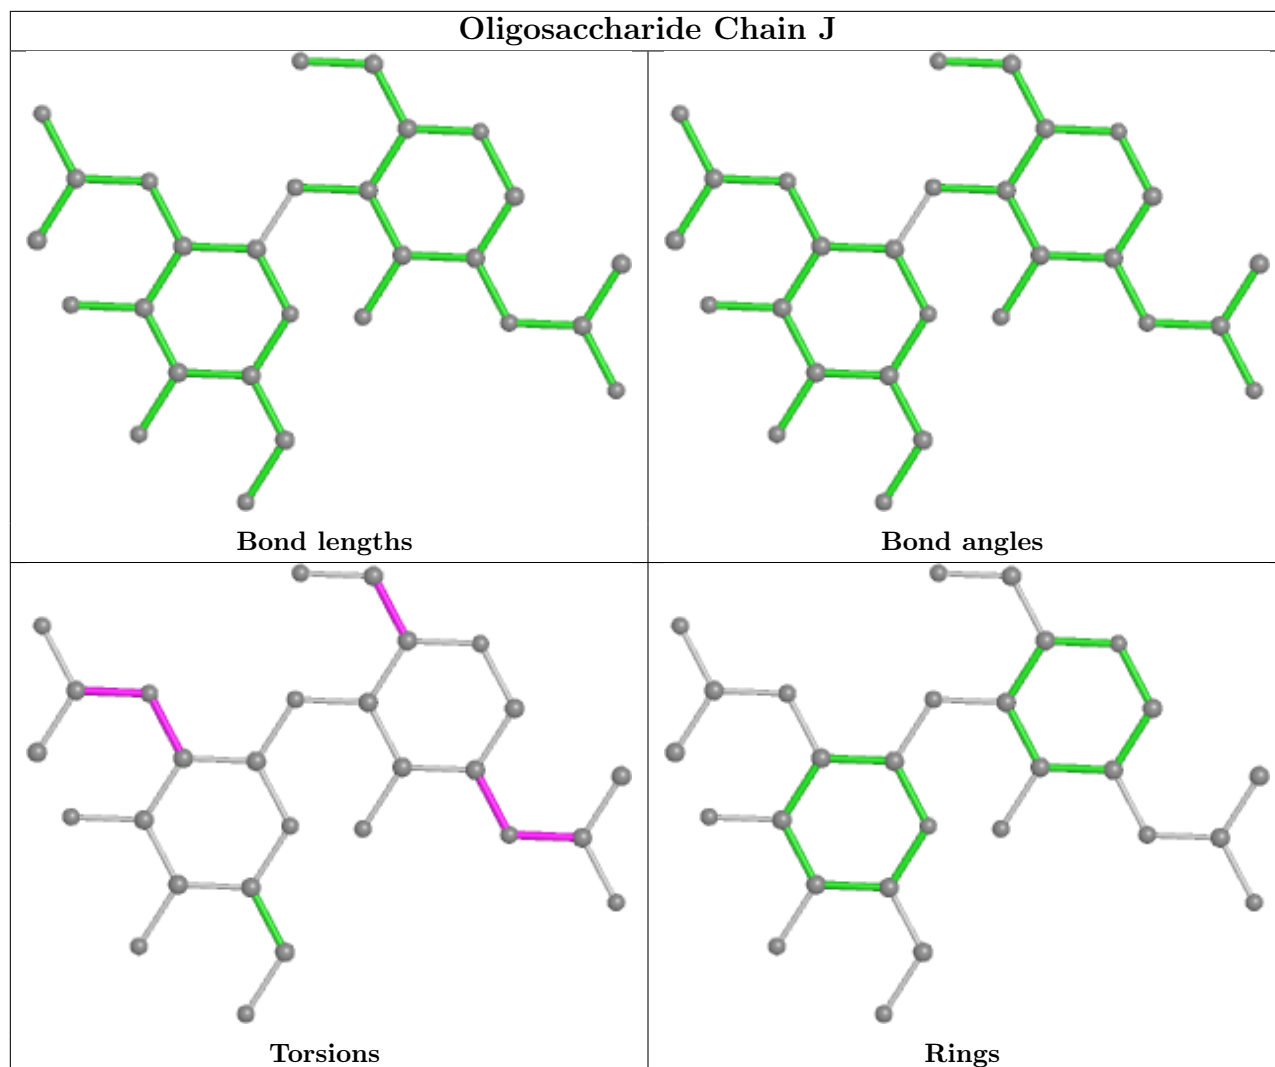 Oligosaccharide Chain J
Bond lengths
Bond angles
Torsions
Rings